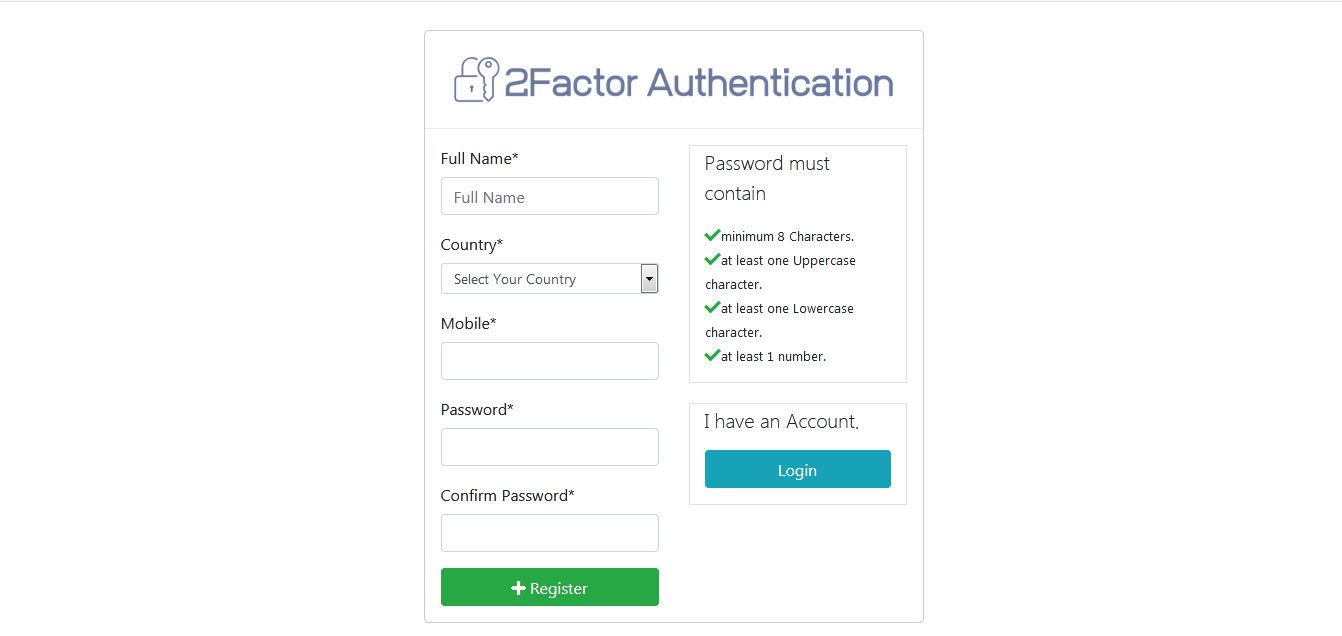 2Factor Authentication
Full Name*
Full Name
Country*
Select Your Country
Mobile*
Password*
Confirm Password*
Register
Password must
contain
minimum 8 Characters.
at least one Uppercase
character.
at least one Lowercase
character.
at least 1 number.
I have an Account.
Login